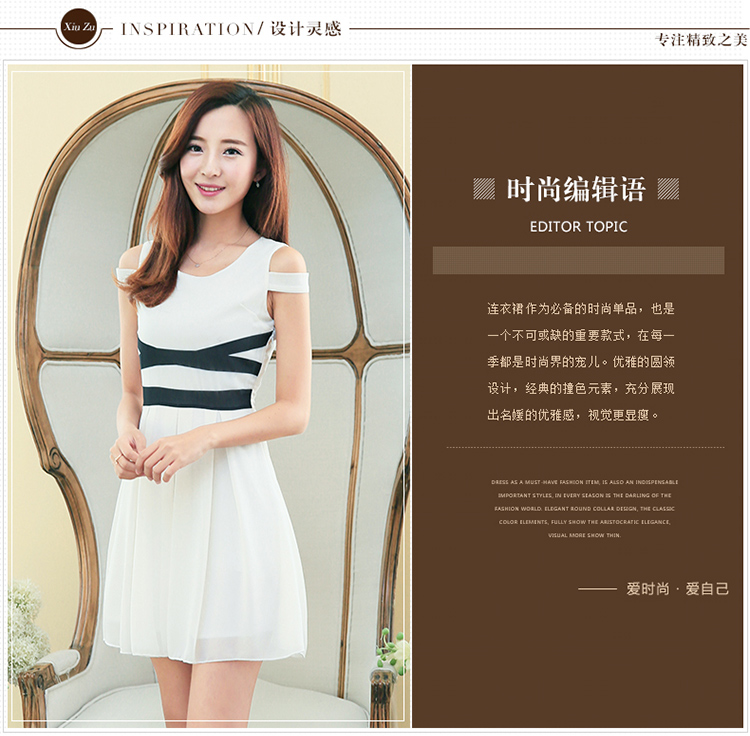 Xiu Zu
INSPIRATION/ 设计灵感
专注精致之美
时尚编辑语
EDITOR TOPIC
连衣裙作为必备的时尚单品，也是
一个不可或缺的重要款式，在每一
季都是时尚界的宠儿。优雅的圆领
设计，经典的撞色元素，充分展现
出名媛的优雅感，视觉更显瘦。
DRESS AS A MUST-HAVE FASHION ITEM, IS ALSO AN INDISPENSABLE
IMPORTANT STYLES, IN EVERY SEASON IS THE DARLING OF THE
FASHION WORLD. ELEGANT ROUND COLLAR DESIGN, THE CLASSIC
COLOR ELEMENTS, FULLY SHOW THE ARISTOCRATIC ELEGANCE,
VISUAL MORE SHOW THIN.
爱时尚 · 爱自己